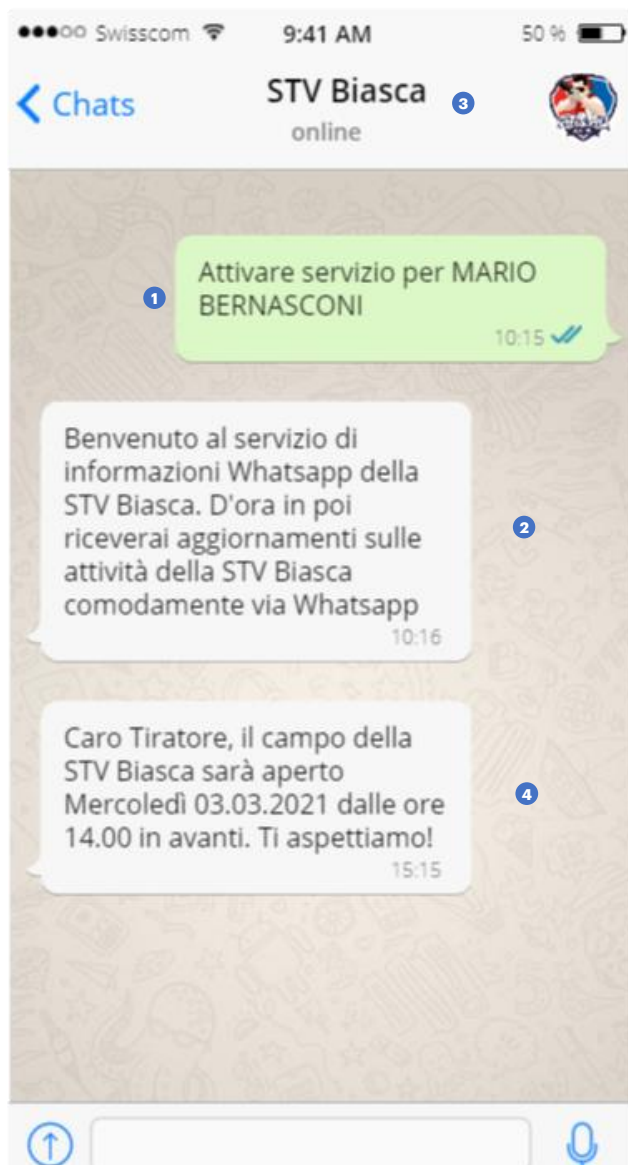 Swisscom 9:41 AM 50 %
Chats STV Biasca 3
online
Attivare servizio per MARIO
1 BERNASCONI
10:15
Benvenuto al servizio di
informazioni Whatsapp della
STV Biasca. D'ora in poi
riceverai aggiornamenti sulle 2
attività della STV Biasca
comodamente via Whatsapp
10:16
Caro Tiratore, il campo della
STV Biasca sarà aperto
Mercoledì 03.03.2021 dalle ore 4
14.00 in avanti. Ti aspettiamo!
15:15